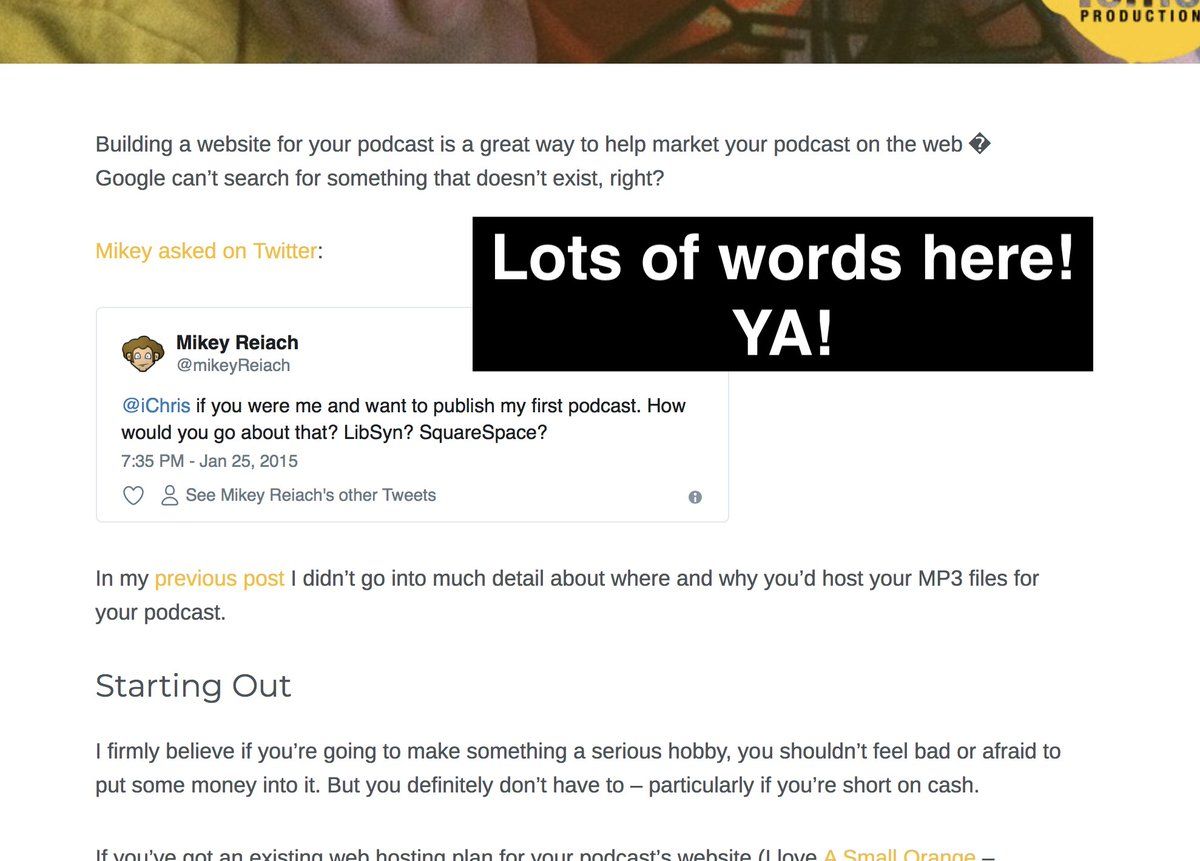 PRODUCTION
Building a website for your podcast is a great way to help market your podcast on the web �
Google can’t search for something that doesn’t exist, right?
Mikey asked on Twitter:
Lots of words here!
YA!
Mikey Reiach
@mikeyReiach
@iChris if you were me and want to publish my first podcast. How
would you go about that? LibSyn? SquareSpace?
7:35 PM - Jan 25, 2015
See Mikey Reiach's other Tweets
In my previous post I didn’t go into much detail about where and why you’d host your MP3 files for
your podcast.
Starting Out
I firmly believe if you’re going to make something a serious hobby, you shouldn’t feel bad or afraid to
put some money into it. But you definitely don’t have to – particularly if you’re short on cash.
If you’ve got an existing web hosting plan for your podcast’s website (I love A Small Orange –